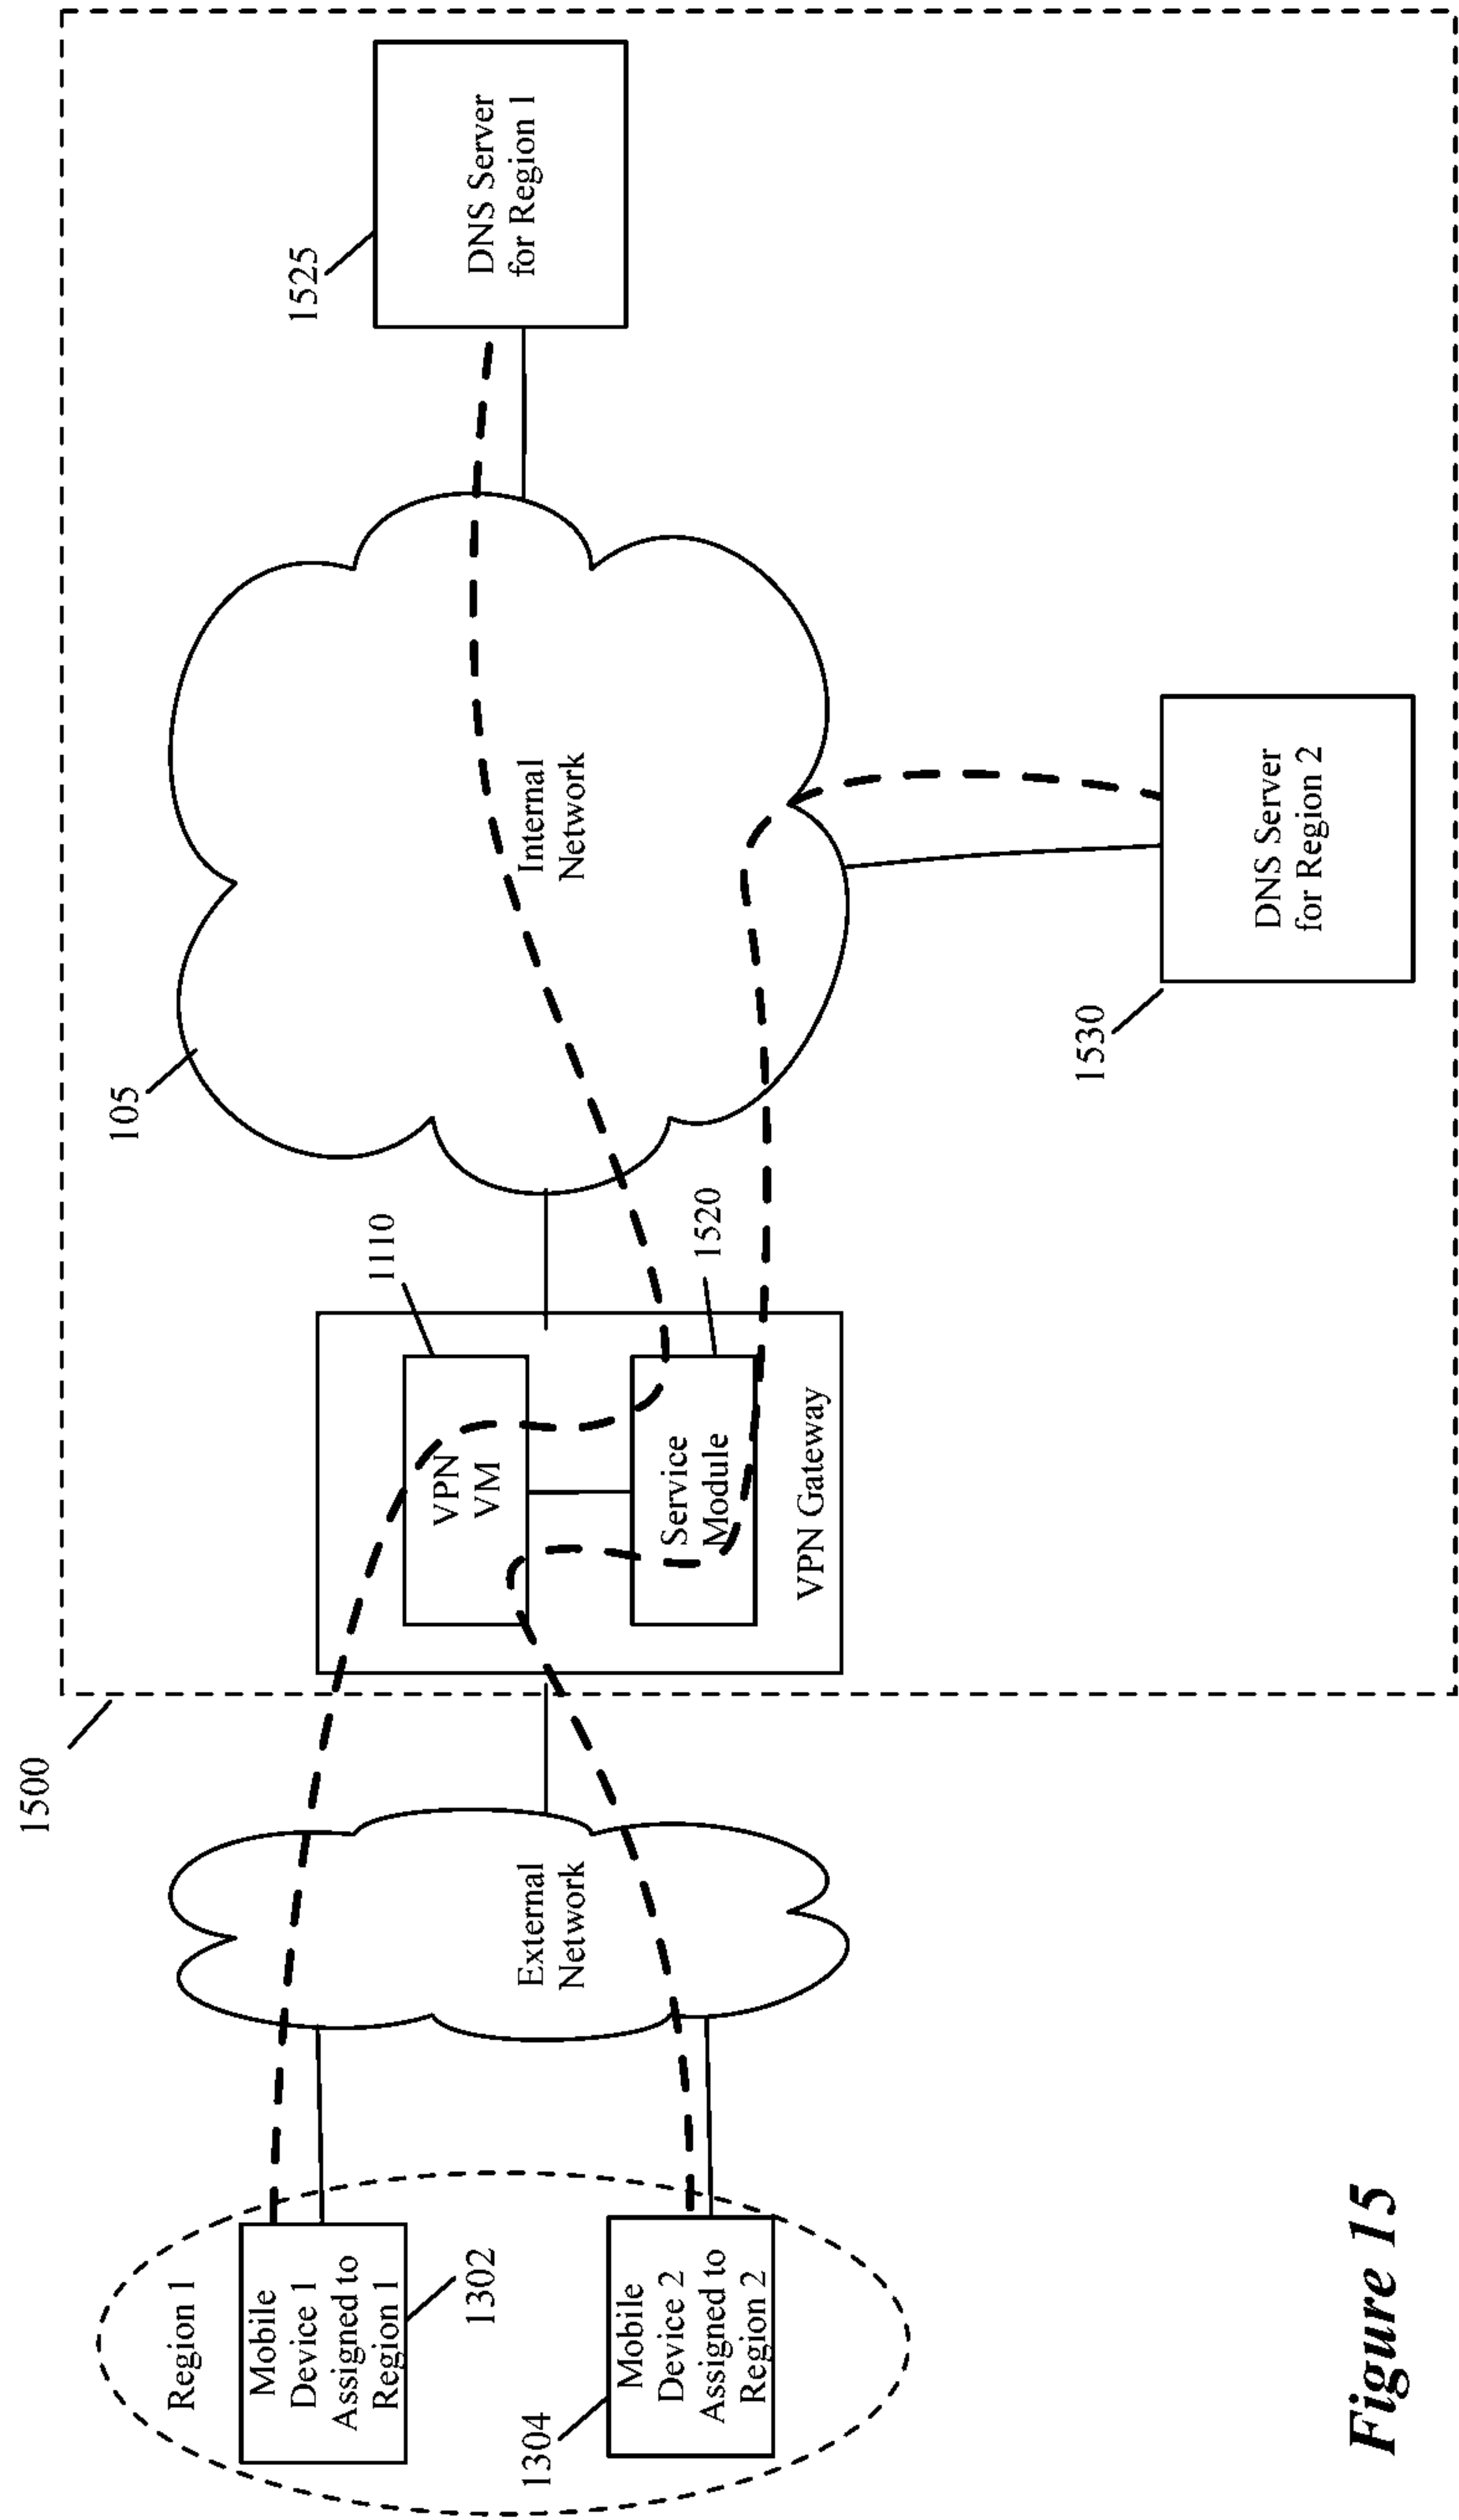 1500
105
1525
DNS Server
for Region 1
Region 1
Mobile
Device 1
Assigned to
Region 1
1302
External
Network
1110
VPN
VM
Service
Module
1520
VPN Gateway
Internal
Network
1304
Mobile
Device 2
Assigned to
Region 2
1530
DNS Server
for Region 2
Figure 15